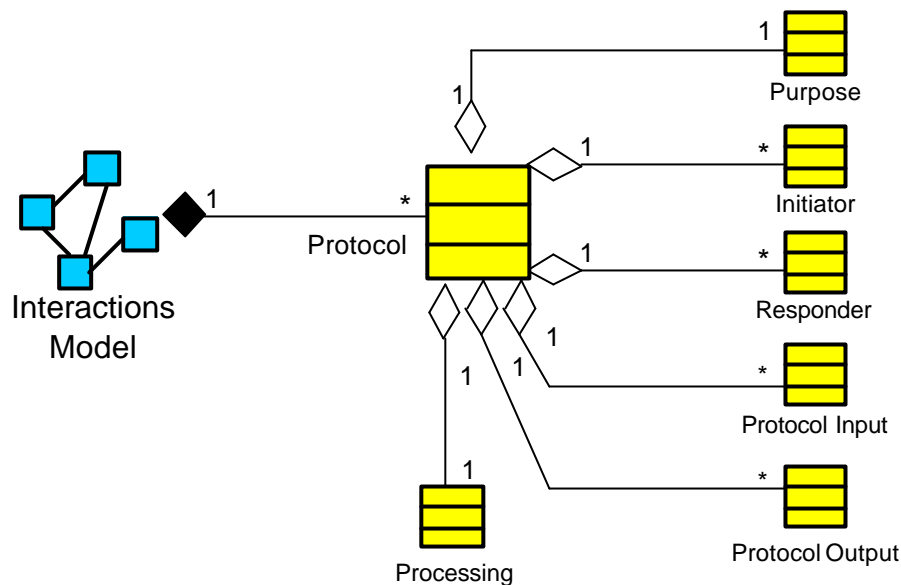 1
1
Purpose
1
*
Initiator
1
*
Protocol
1
*
Responder
Interactions
Model
1
*
Protocol Input
1
1
1
*
Protocol Output
Processing